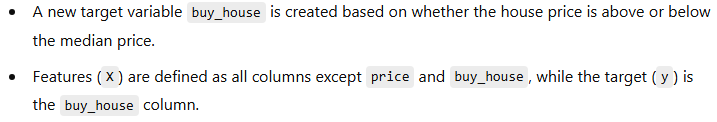 • A new target variable buy_house is created based on whether the house price is above or below
the median price.
• Features ( X ) are defined as all columns except price and buy_house , while the target ( y ) is
the buy_house column.